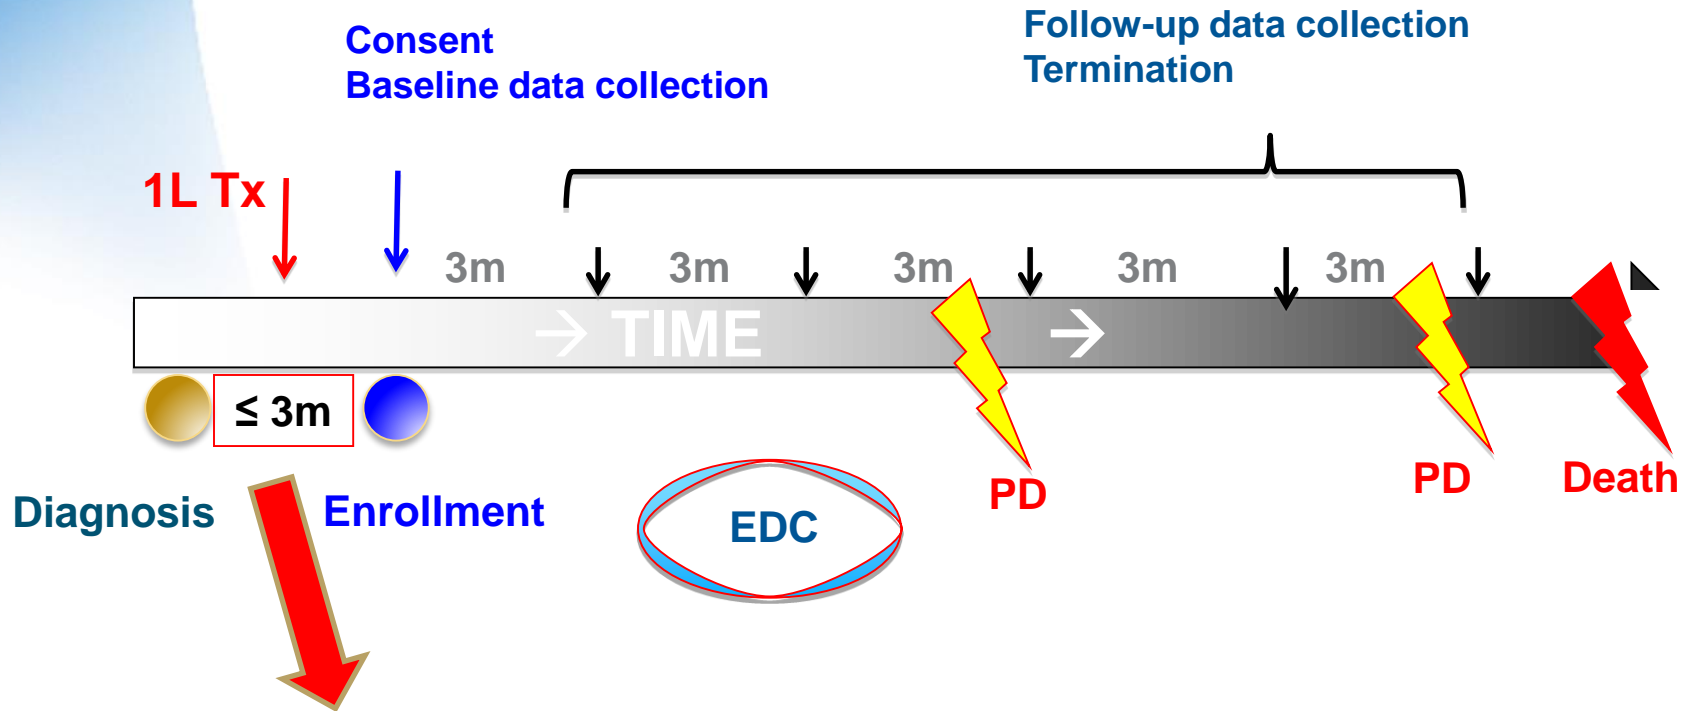 Consent
Baseline data collection
Follow-up data collection
Termination
1L Tx
3m 3m 3m 3m 3m
→ TIME →
≤ 3m
Diagnosis
Enrollment
EDC
PD
PD
Death